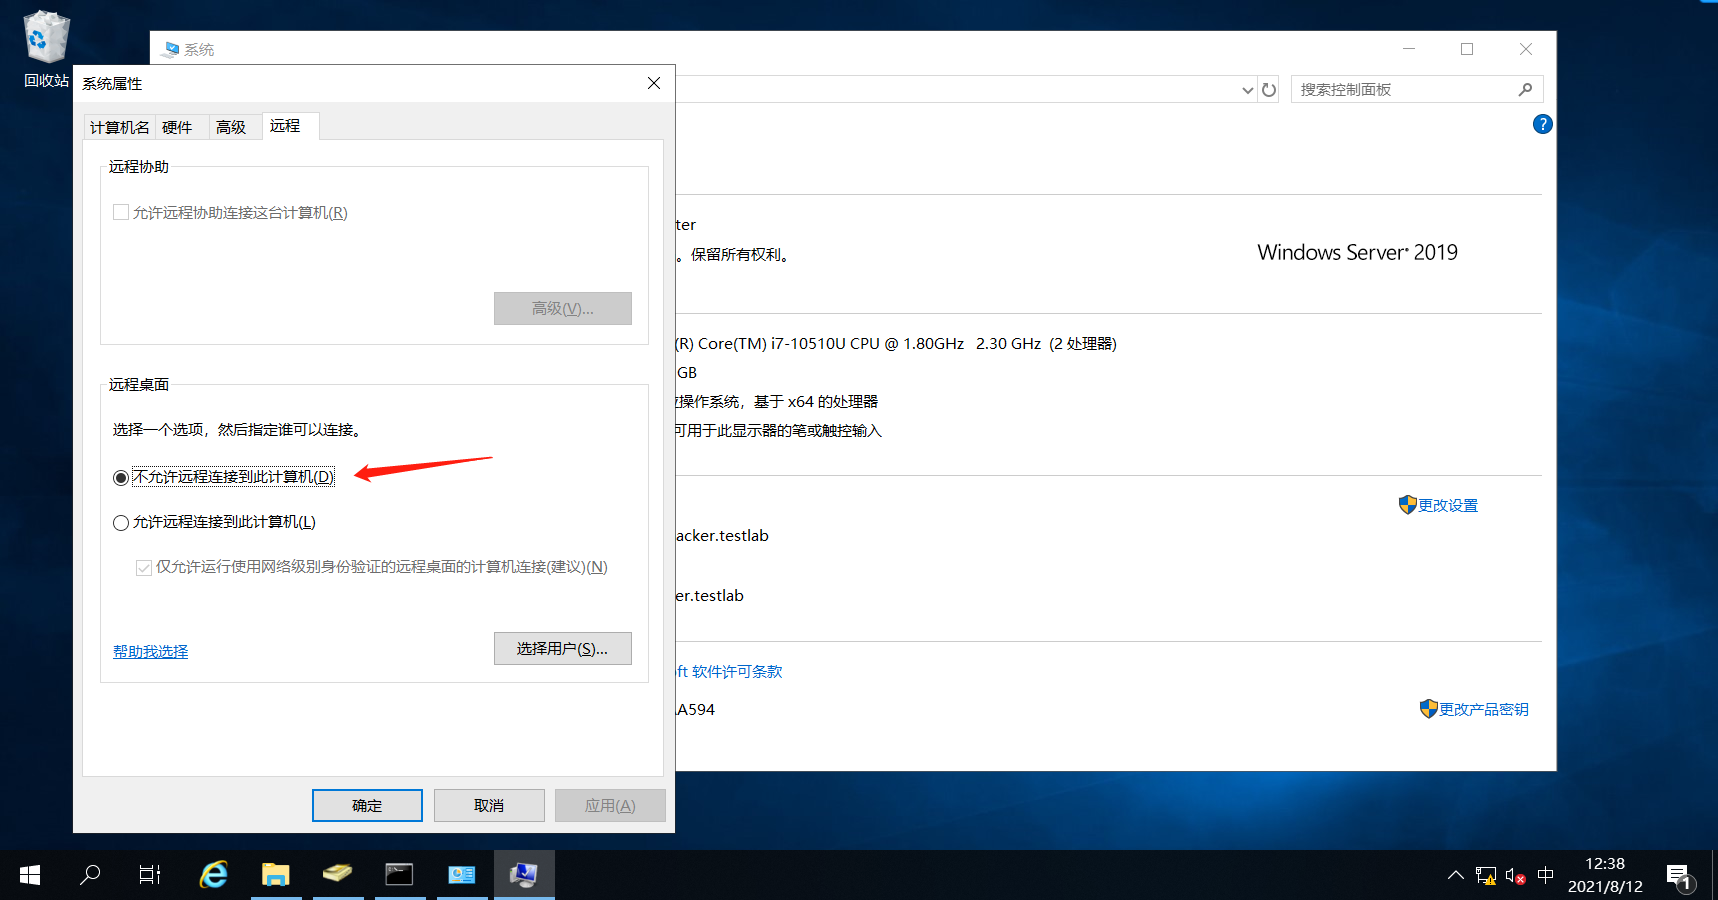 回收站
系统
系统属性
搜索控制面板
计算机名
硬件
高级
远程
远程协助
允许远程协助连接这台计算机(R)
高级(V)...
远程桌面
选择一个选项，然后指定谁可以连接。
不允许远程连接到此计算机(D)
允许远程连接到此计算机(L)
仅允许运行使用网络级别身份验证的远程桌面的计算机连接(建议)(N)
帮助我选择
选择用户(S)...
确定
取消
应用(A)
ter
。保留所有权利。
Windows Server® 2019
(R) Core(TM) i7-10510U CPU @ 1.80GHz 2.30 GHz (2 处理器)
GB
操作系统，基于 x64 的处理器
可用于此显示器的笔或触控输入
更改设置
acker.testlab
er.testlab
ft 软件许可条款
A594
更改产品密钥
中
12:38
2021/8/12
1